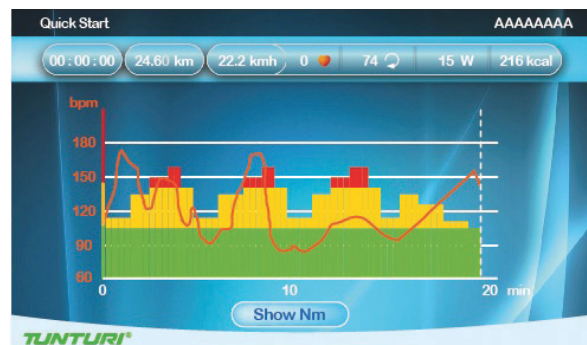 Quick Start AAAAAAAA
00:00:00 24.60 km 22.2 kmh 0 74 15 W 216 kcal
bpm
180
150
120
90
60
0 10 20 min
Show Nm
TUNTURI®